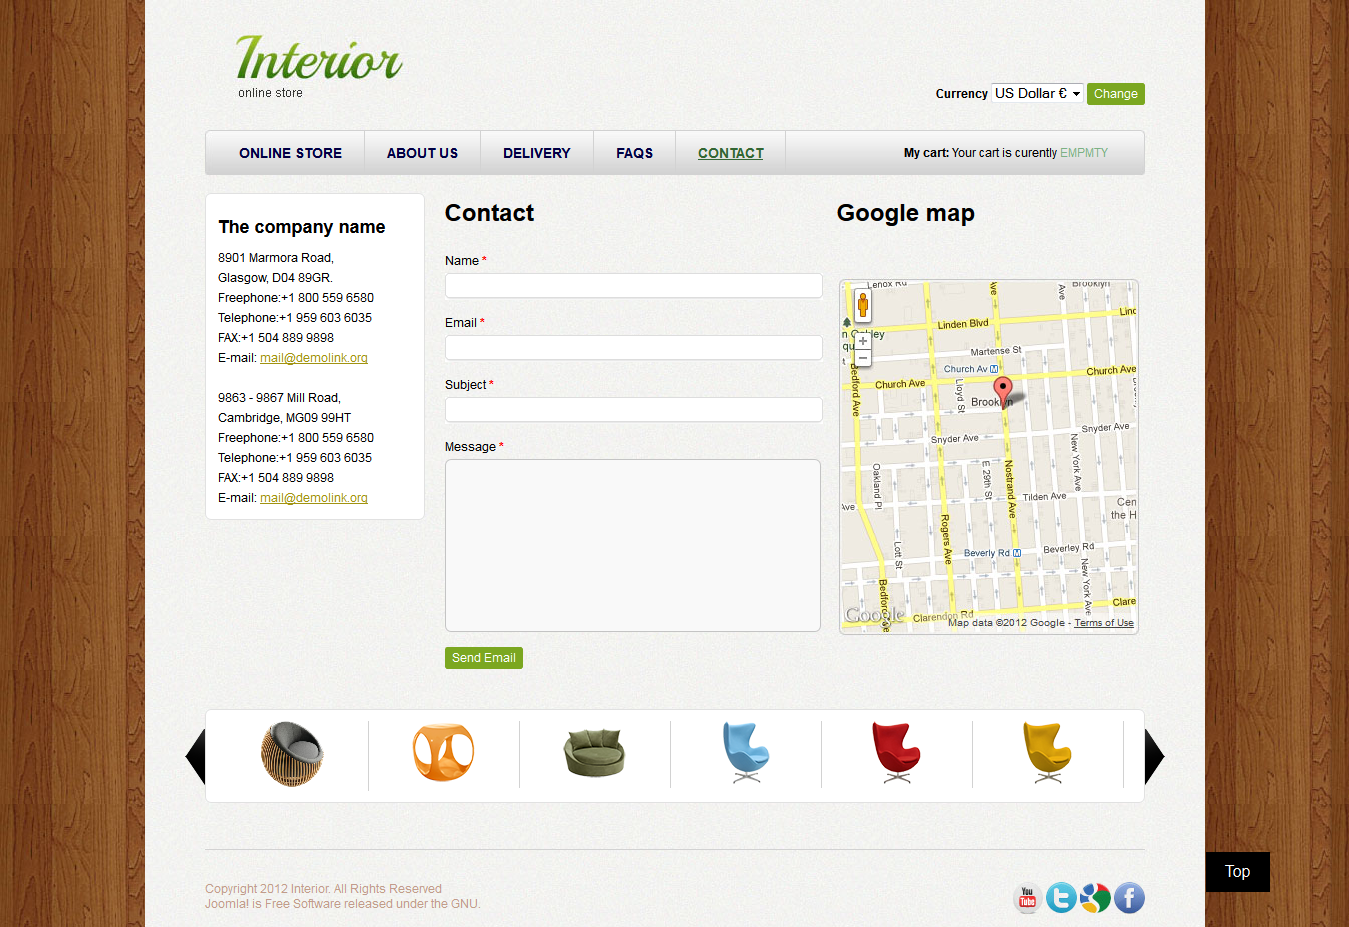 Interior
online store
Currency US Dollar € Change
ONLINE STORE ABOUT US DELIVERY FAQS CONTACT My cart: Your cart is curently EMPMTY
The company name
8901 Marmora Road,
Glasgow, D04 89GR.
Freephone:+1 800 559 6580
Telephone:+1 959 603 6035
FAX:+1 504 889 9898
E-mail: mail@demolink.org
9863 - 9867 Mill Road,
Cambridge, MG09 99HT
Freephone:+1 800 559 6580
Telephone:+1 959 603 6035
FAX:+1 504 889 9898
E-mail: mail@demolink.org
Contact
Name *
Email *
Subject *
Message *
Send Email
Google map
Lenox Rd
Ave
Ave
Brooklyn
Linden Blvd
Linc
Martense St
Church Av M
Church Ave
Church Ave
Bedford Ave
Lloyd St
Brooklyn
Snyder Ave
Snyder Ave
Oakland Pl
E 29th St
Nostrand Ave
New York Ave
Tilden Ave
Cen
the H
Ave
Rogers Ave
Lott St
Beverly Rd M
Beverley Rd
New York Ave
Bedford Ave
Clare
Clarendon Rd
Google
Map data ©2012 Google - Terms of Use
Copyright 2012 Interior. All Rights Reserved
Joomla! is Free Software released under the GNU.
You
Tube
t
f
Top